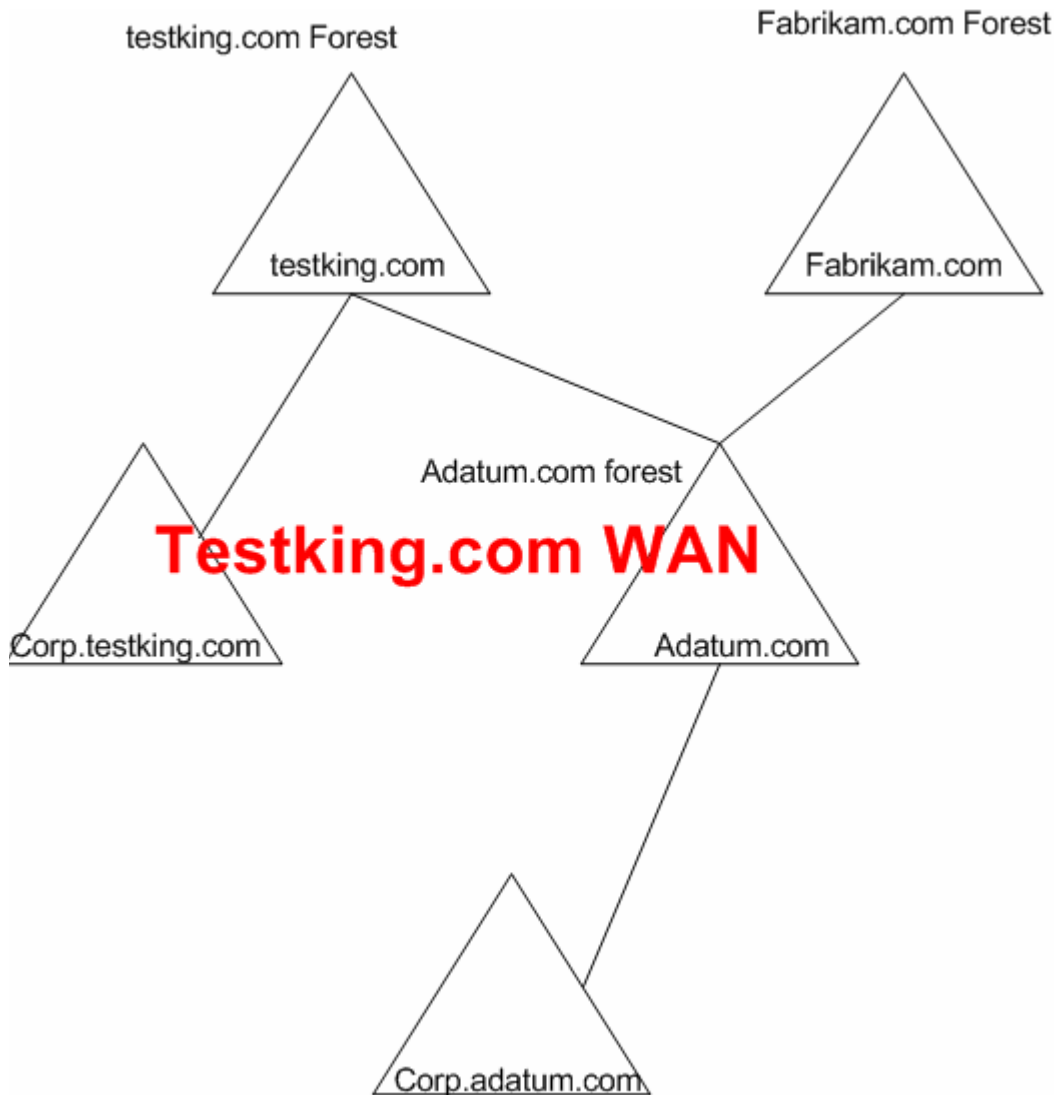 testking.com Forest
Fabrikam.com Forest
testking.com
Fabrikam.com
Adatum.com forest
Testking.com WAN
Corp.testking.com
Adatum.com
Corp.adatum.com